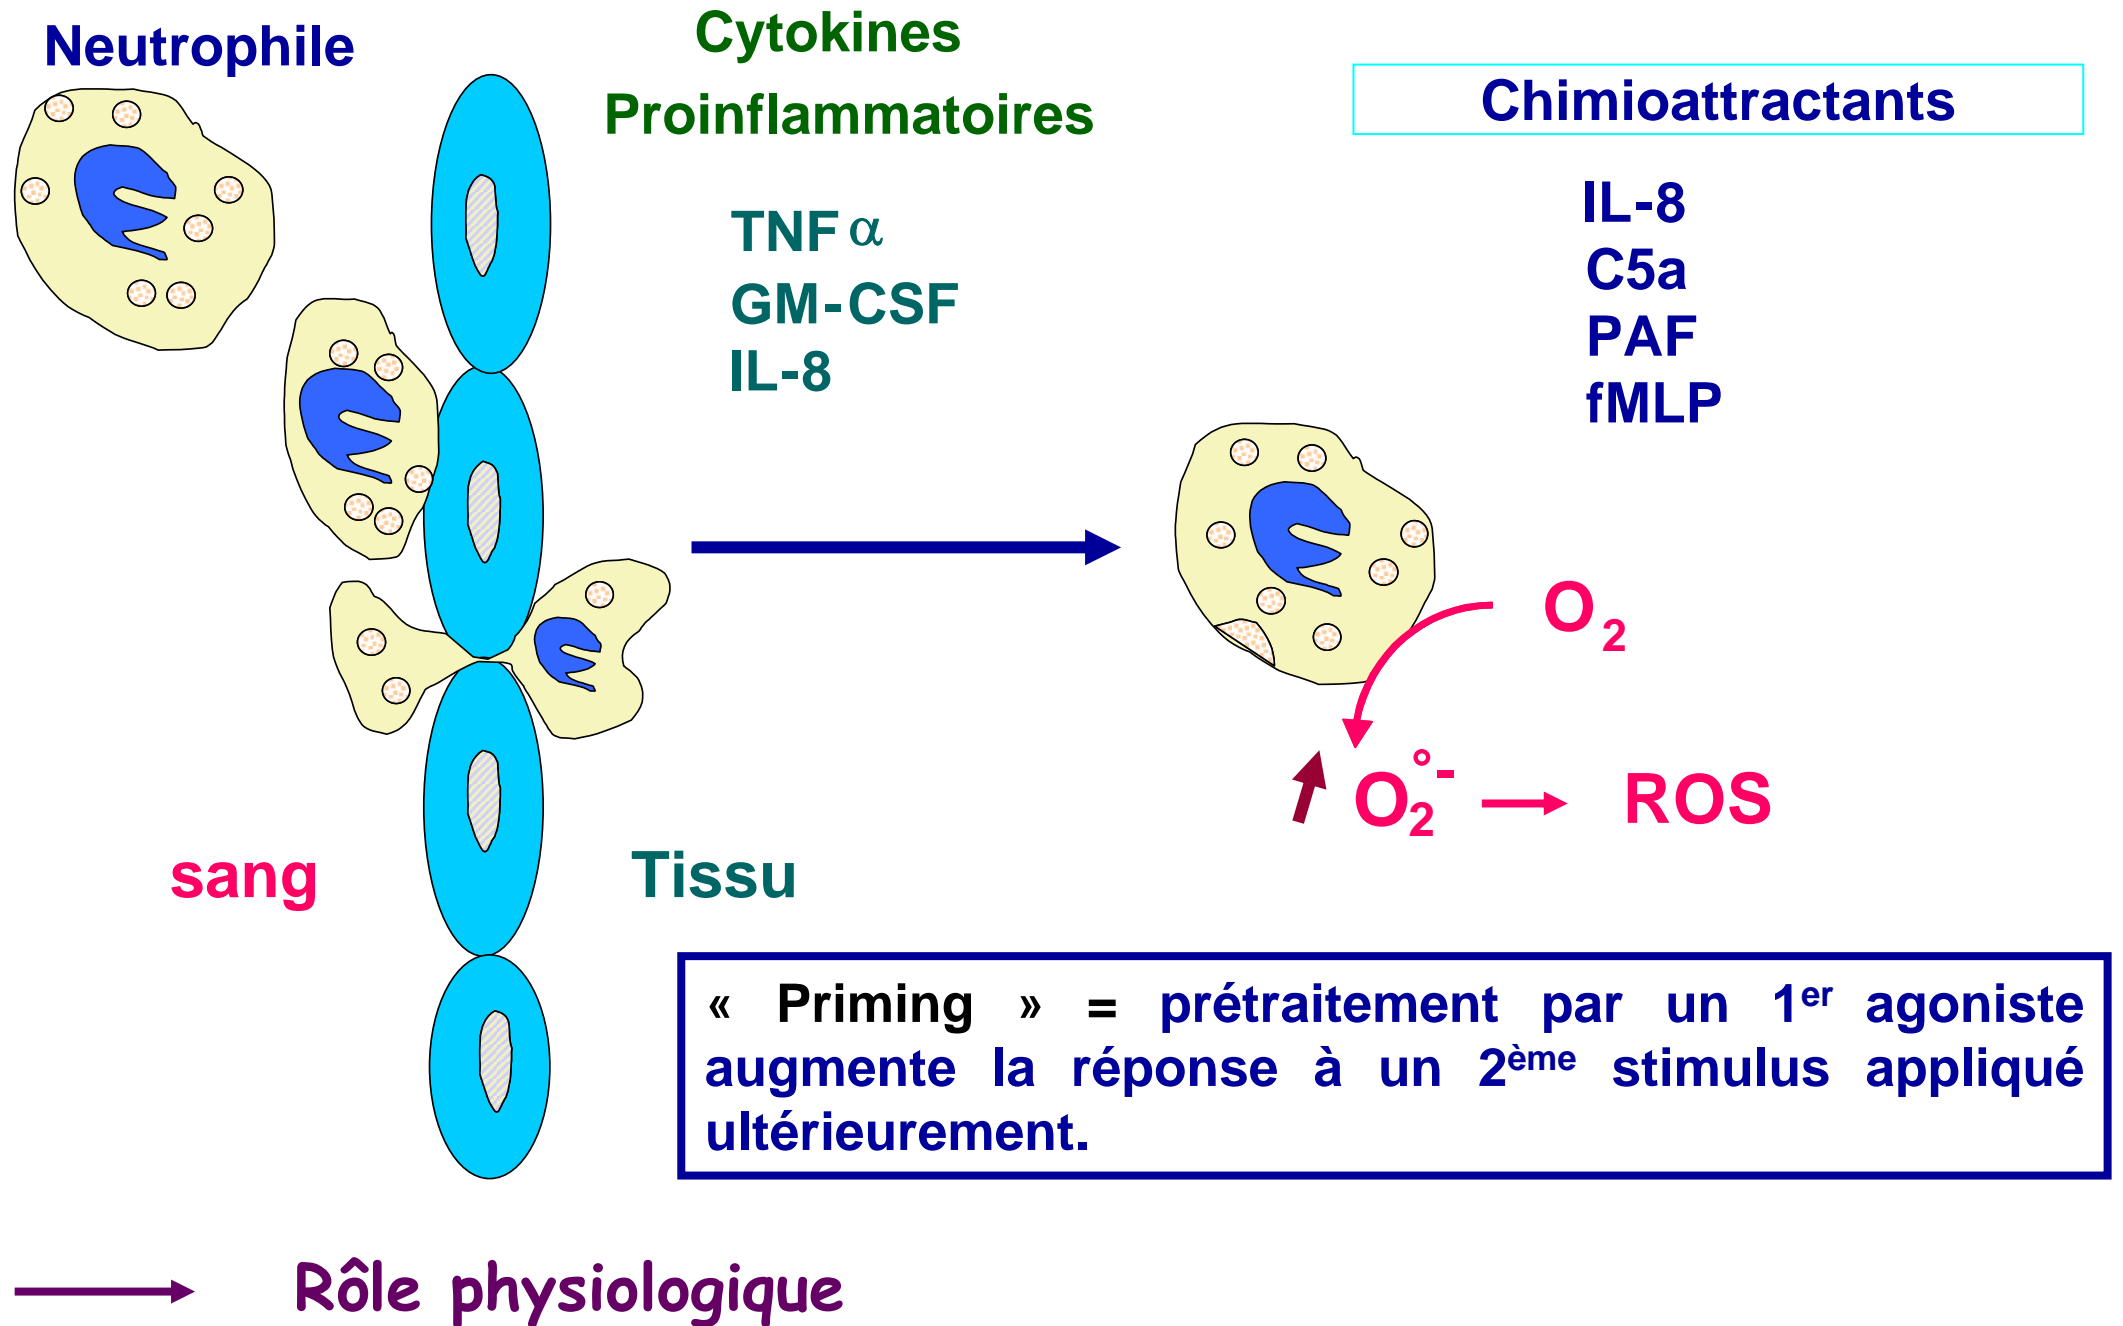 Neutrophile
Cytokines
Proinflammatoires
TNF α
GM-CSF
IL-8
Chimioattractants
IL-8
C5a
PAF
fMLP
O2
O2°- → ROS
sang
Tissu
« Priming » = prétraitement par un 1er agoniste
augmente la réponse à un 2ème stimulus appliqué
ultérieurement.
Rôle physiologique